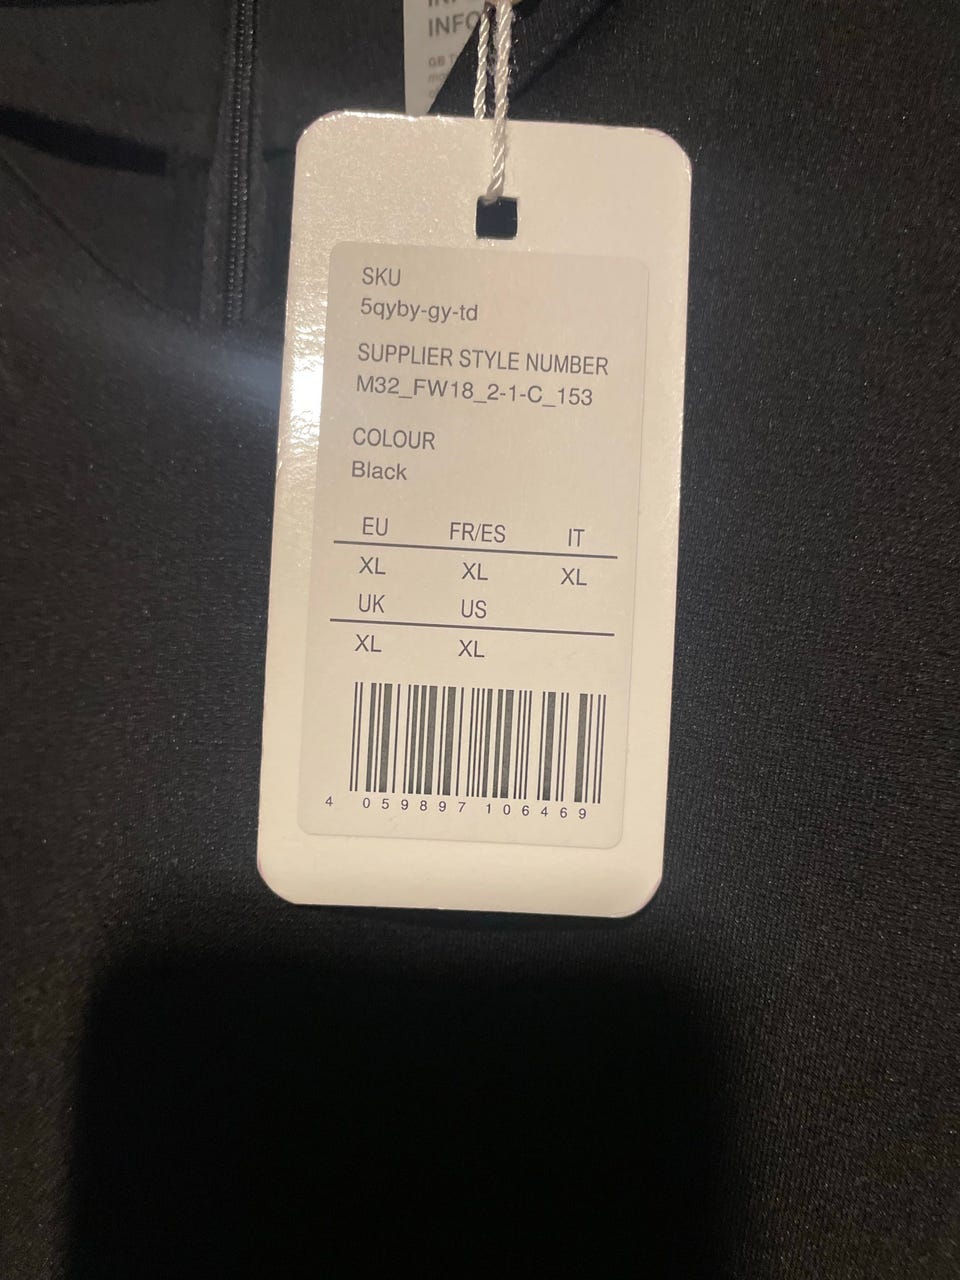 INFO
GB
SKU
5qyby-gy-td
SUPPLIER STYLE NUMBER
M32_FW18_2-1-C_153
COLOUR
Black
EU FR/ES IT
XL XL XL
UK US
XL XL
4 059897 106469